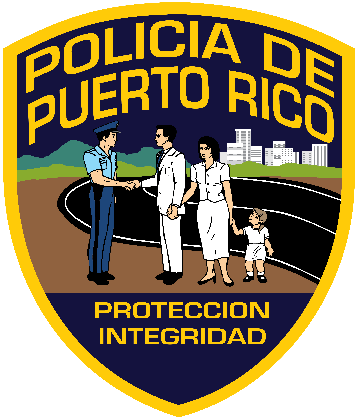 POLICIA DE
PUERTO RICO
PROTECCION
INTEGRIDAD